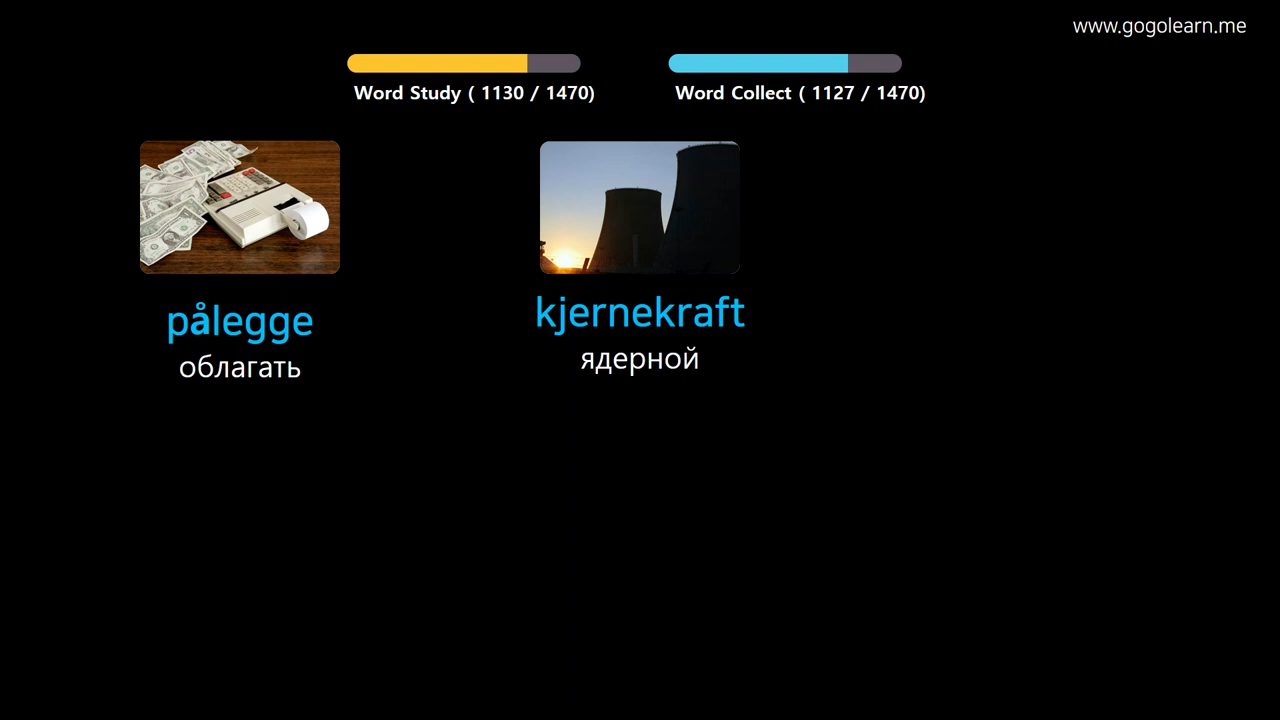 www.gogolearn.me
Word Study ( 1130 / 1470)
Word Collect ( 1127 / 1470)
pålegge
облагать
kjernekraft
ядерной